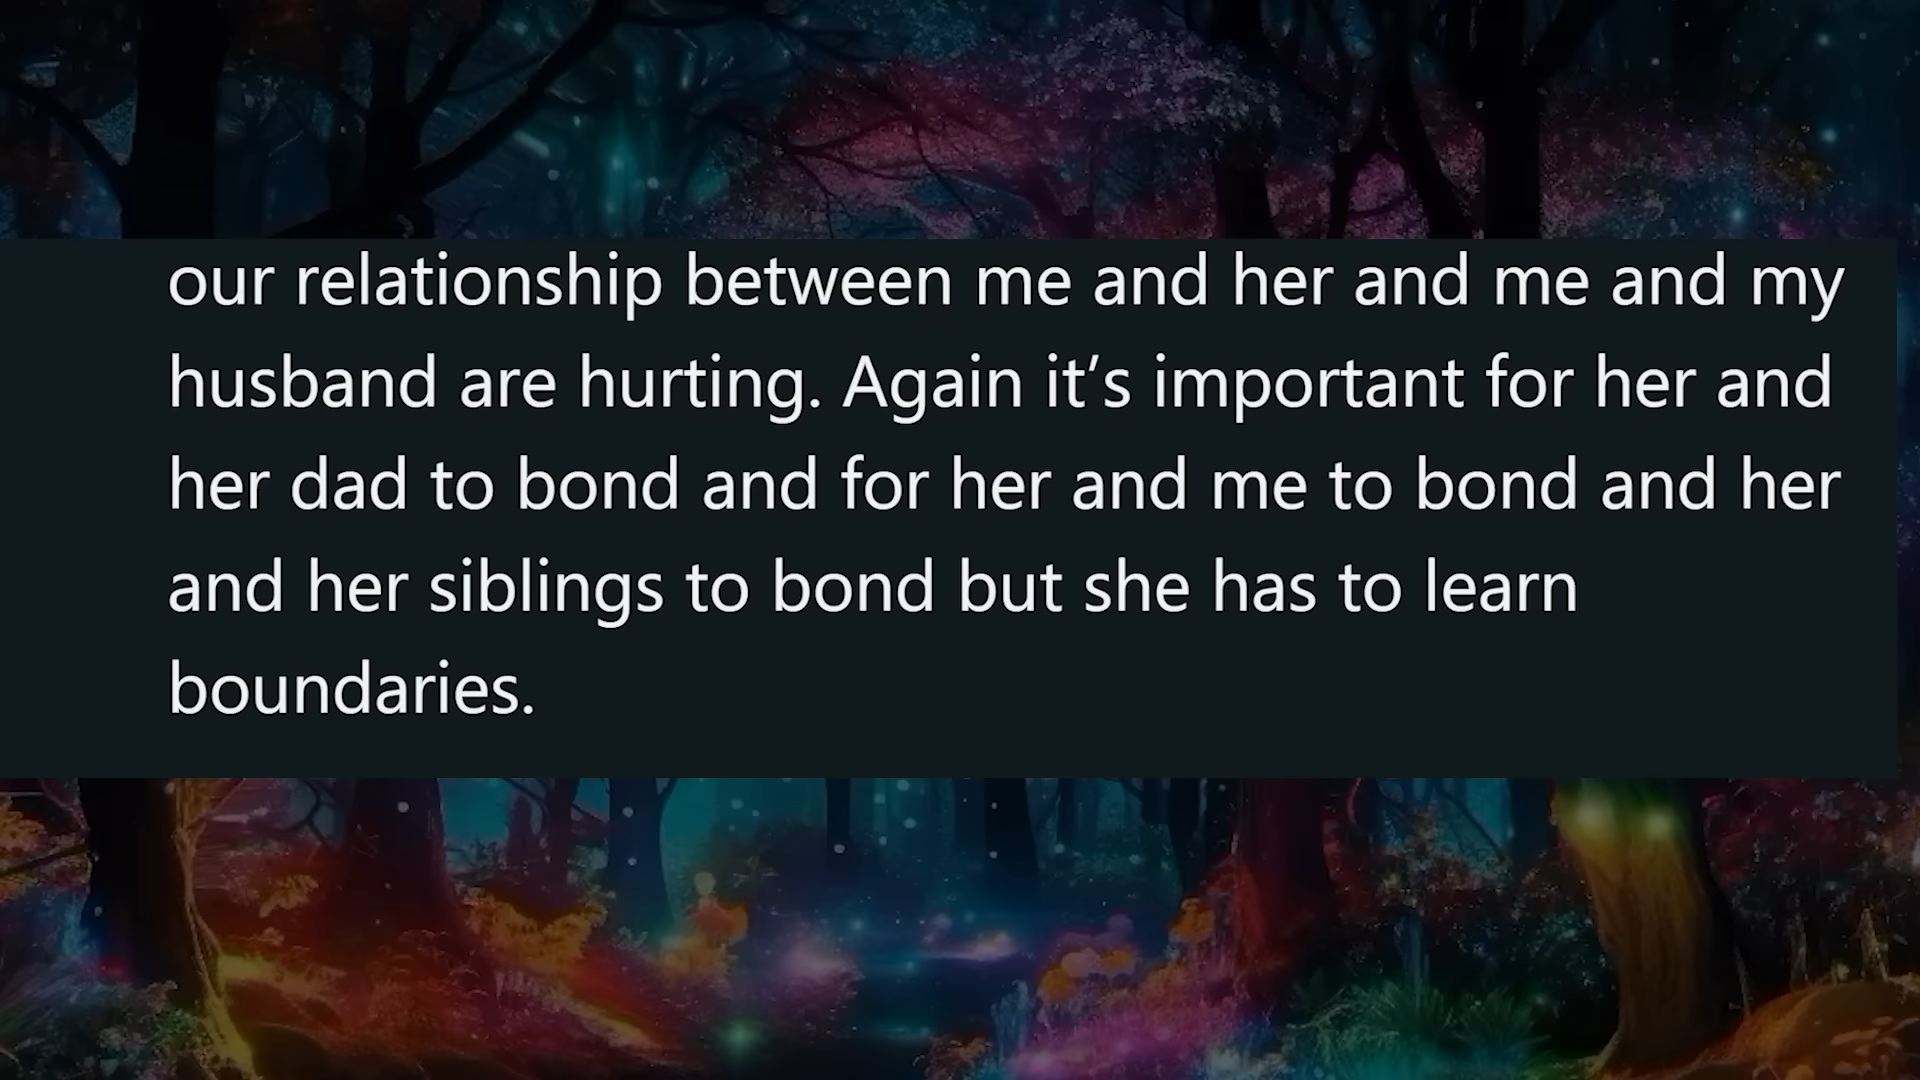 our relationship between me and her and me and my
husband are hurting. Again it’s important for her and
her dad to bond and for her and me to bond and her
and her siblings to bond but she has to learn
boundaries.